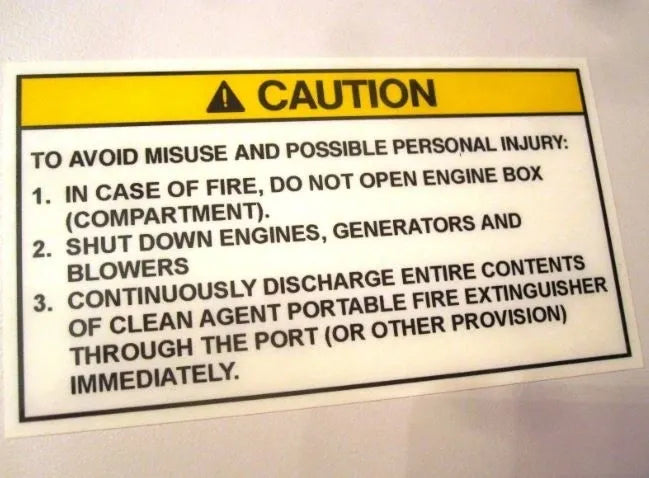 CAUTION
TO AVOID MISUSE AND POSSIBLE PERSONAL INJURY:
1. IN CASE OF FIRE, DO NOT OPEN ENGINE BOX
(COMPARTMENT).
2. SHUT DOWN ENGINES, GENERATORS AND
BLOWERS
3. CONTINUOUSLY DISCHARGE ENTIRE CONTENTS
OF CLEAN AGENT PORTABLE FIRE EXTINGUISHER
THROUGH THE PORT (OR OTHER PROVISION)
IMMEDIATELY.